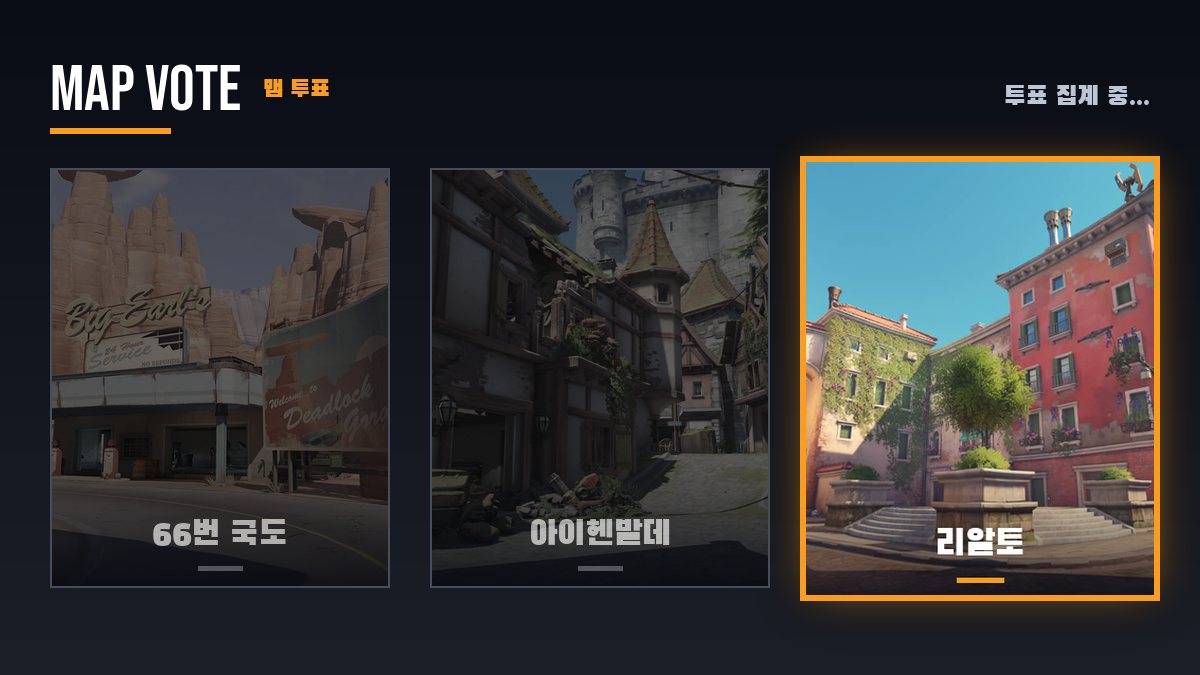 MAP VOTE 맵 투표
투표 집계 중...
Big Earl's
24 Hour
Service
NO REFUNDS
Welcome to
Deadlock
Gorge
66번 국도
아이헨발데
리알토